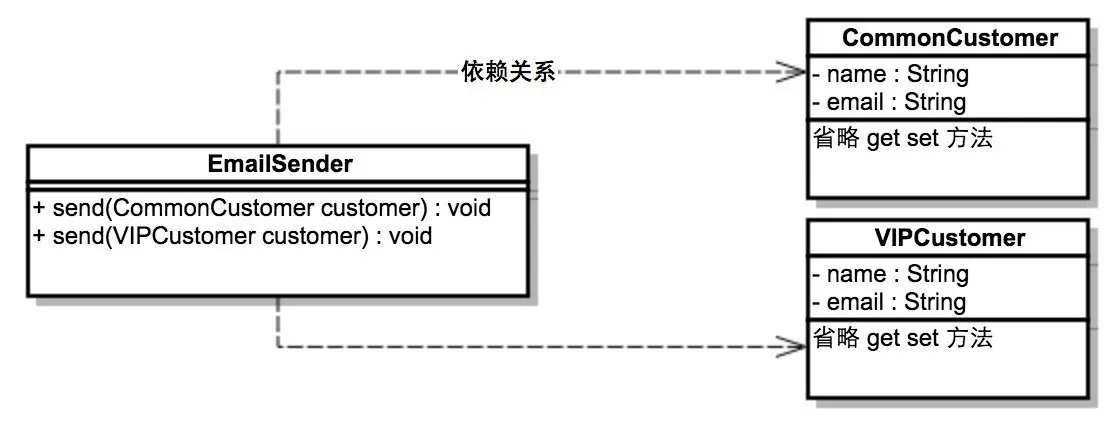 CommonCustomer
- name : String
- email : String
省略 get set 方法
依赖关系
EmailSender
+ send(CommonCustomer customer) : void
+ send(VIPCustomer customer) : void
VIPCustomer
- name : String
- email : String
省略 get set 方法